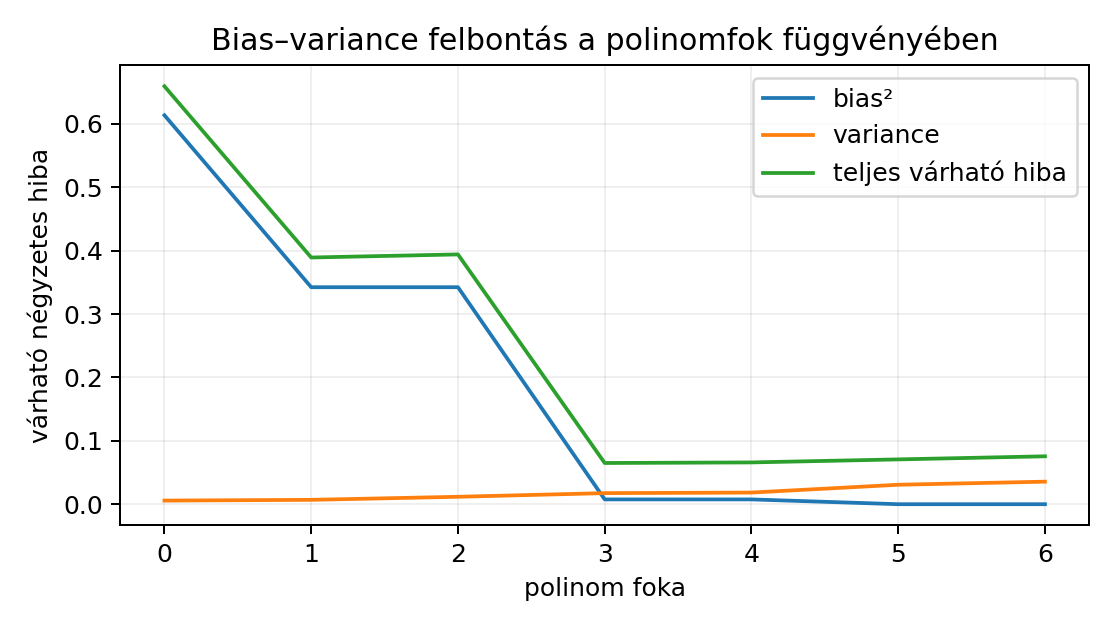 Bias–variance felbontás a polinomfok függvényében
bias²
variance
teljes várható hiba
várható négyzetes hiba
0.6
0.5
0.4
0.3
0.2
0.1
0.0
0 1 2 3 4 5 6
polinom foka